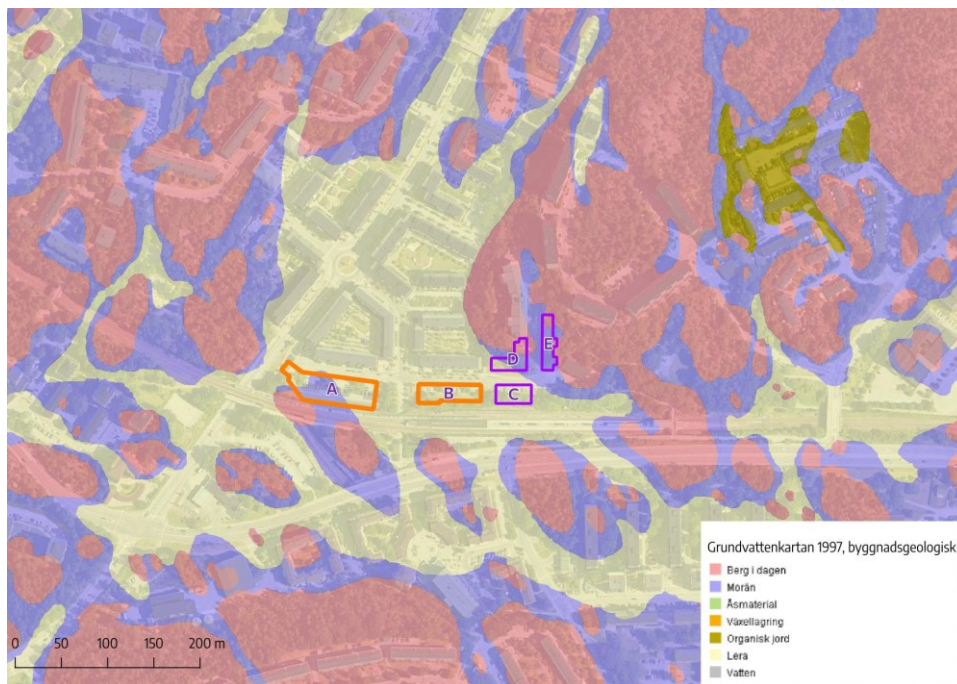 A
B
C
D
E
0 50 100 150 200 m
Grundvattenkartan 1997, byggnadsgeologisk
Berg i dagen
Morän
Åsmaterial
Växellagring
Organisk jord
Lera
Vatten